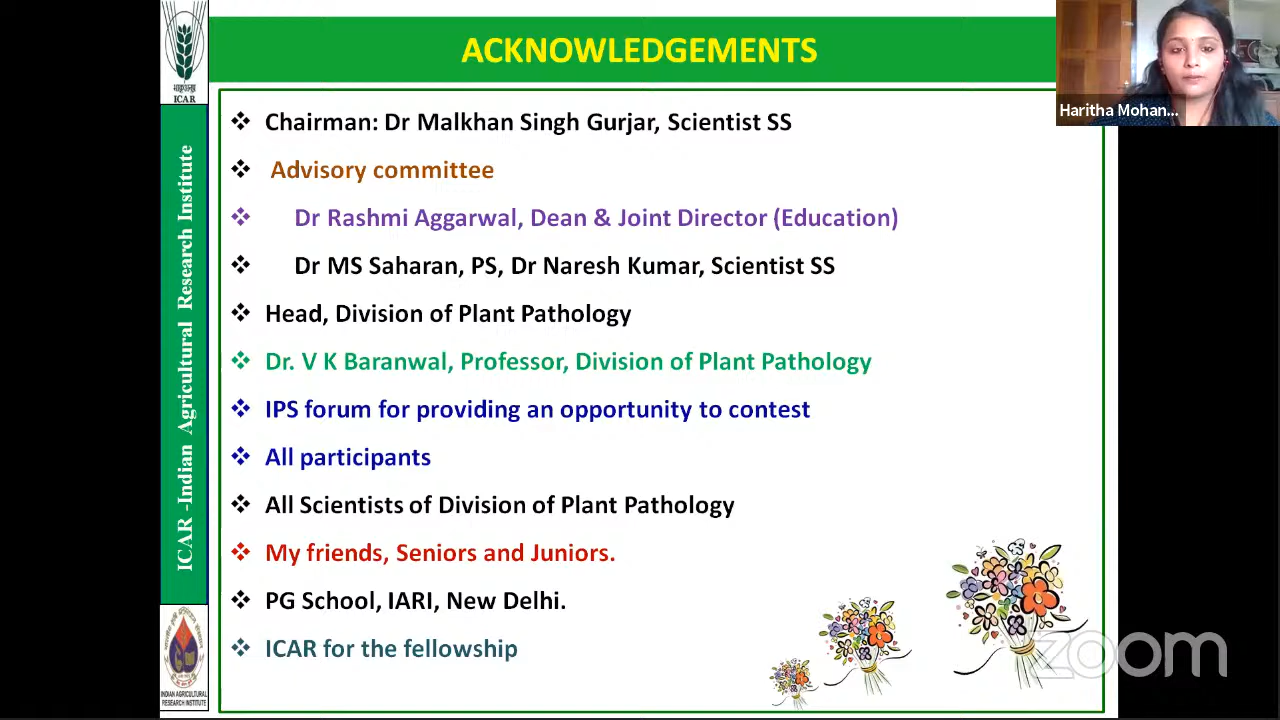 ACKNOWLEDGEMENTS
Haritha Mohan...
Chairman: Dr Malkhan Singh Gurjar, Scientist SS
Advisory committee
Dr Rashmi Aggarwal, Dean & Joint Director (Education)
Dr MS Saharan, PS, Dr Naresh Kumar, Scientist SS
Head, Division of Plant Pathology
Dr. V K Baranwal, Professor, Division of Plant Pathology
IPS forum for providing an opportunity to contest
All participants
All Scientists of Division of Plant Pathology
My friends, Seniors and Juniors.
PG School, IARI, New Delhi.
ICAR for the fellowship
ICAR
ICAR -Indian Agricultural Research Institute
INDIAN AGRICULTURAL
RESEARCH INSTITUTE
zoom